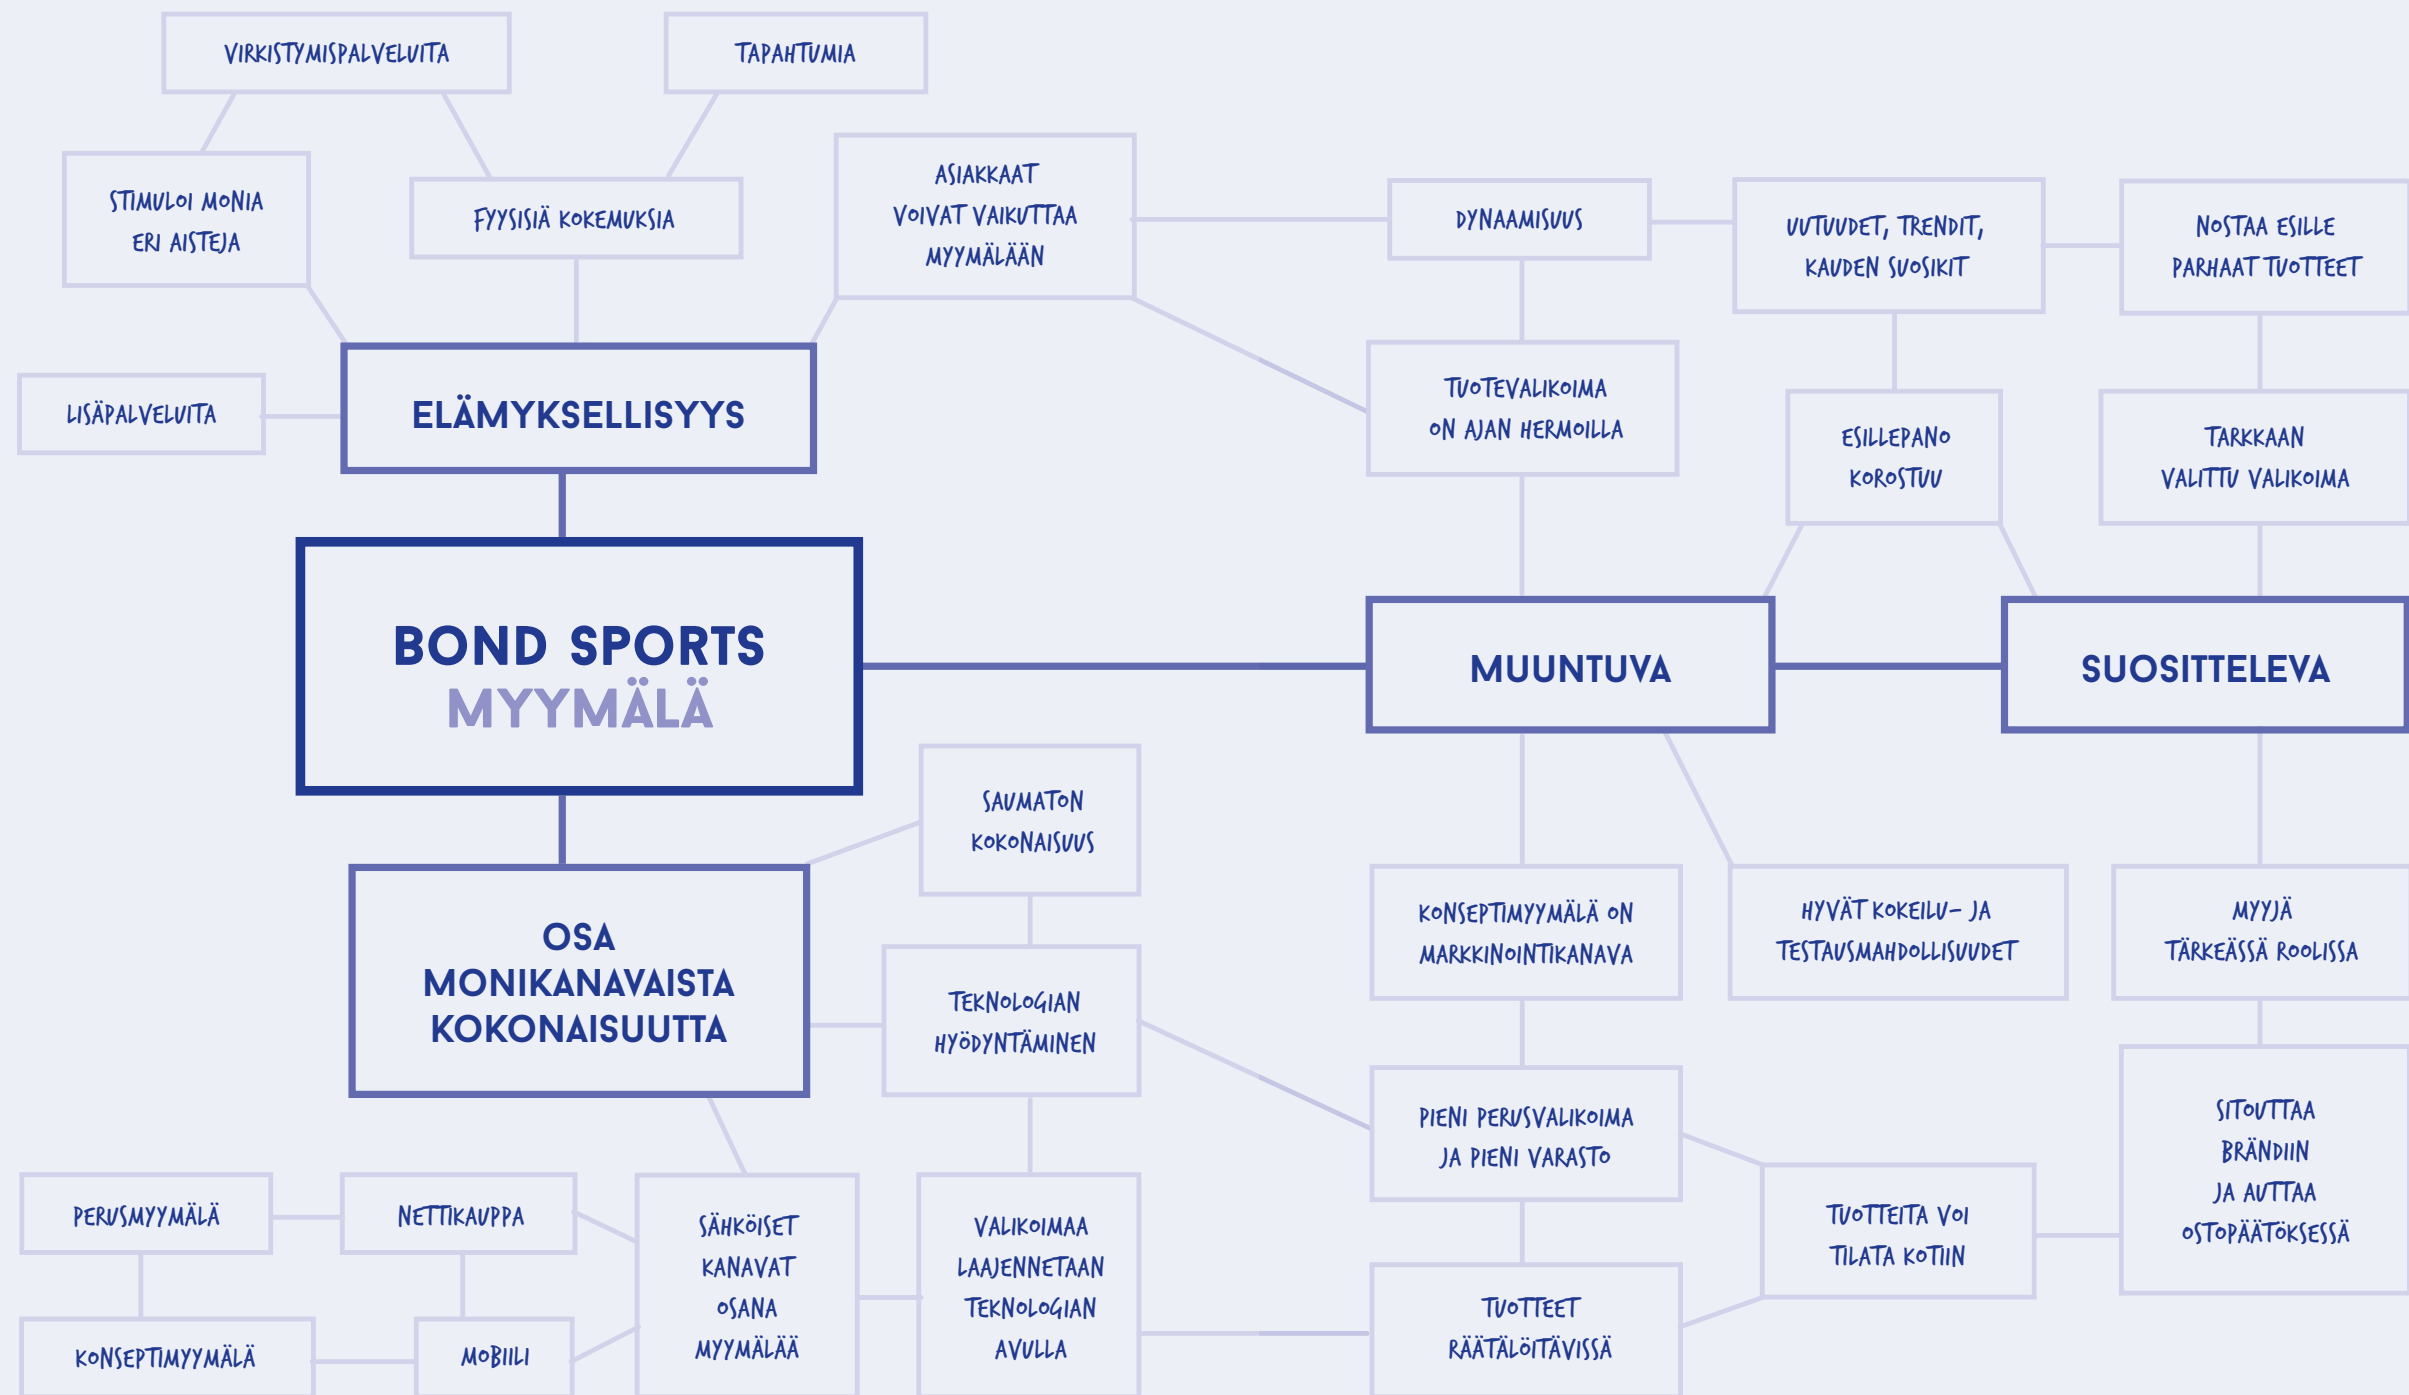 VIRKISTYMISPALVELUITA
TAPAHTUMIA
STIMULOI MONIA
ERI AISTEJA
FYYSISIÄ KOKEMUKSIA
ASIAKKAAT
VOIVAT VAIKUTTAA
MYYMÄLÄÄN
DYNAAMISUUS
UUTUUDET, TRENDIT,
KAUDEN SUOSIKIT
NOSTAA ESILLE
PARHAAT TUOTTEET
LISÄPALVELUITA
ELÄMYKSELLISYYS
TUOTEVALIKOIMA
ON AJAN HERMOILLA
ESILLEPANO
KOROSTUU
TARKKAAN
VALITTU VALIKOIMA
BOND SPORTS
MYYMÄLÄ
MUUNTUVA
SUOSITTELEVA
SAUMATON
KOKONAISUUS
OSA
MONIKANAVAISTA
KOKONAISUUTTA
KONSEPTIMYYMÄLÄ ON
MARKKINOINTIKANAVA
HYVÄT KOKEILU- JA
TESTAUSMAHDOLLISUUDET
MYYJÄ
TÄRKEÄSSÄ ROOLISSA
TEKNOLOGIAN
HYÖDYNTÄMINEN
PIENI PERUSVALIKOIMA
JA PIENI VARASTO
SITOUTTAA
BRÄNDIIN
JA AUTTAA
OSTOPÄÄTÖKSESSÄ
PERUSMYYMÄLÄ
NETTIKAUPPA
SÄHKÖISET
KANAVAT
OSANA
MYYMÄLÄÄ
VALIKOIMAA
LAAJENNETAAN
TEKNOLOGIAN
AVULLA
TUOTTEITA VOI
TILATA KOTIIN
TUOTTEET
RÄÄTÄLÖITÄVISSÄ
KONSEPTIMYYMÄLÄ
MOBIILI